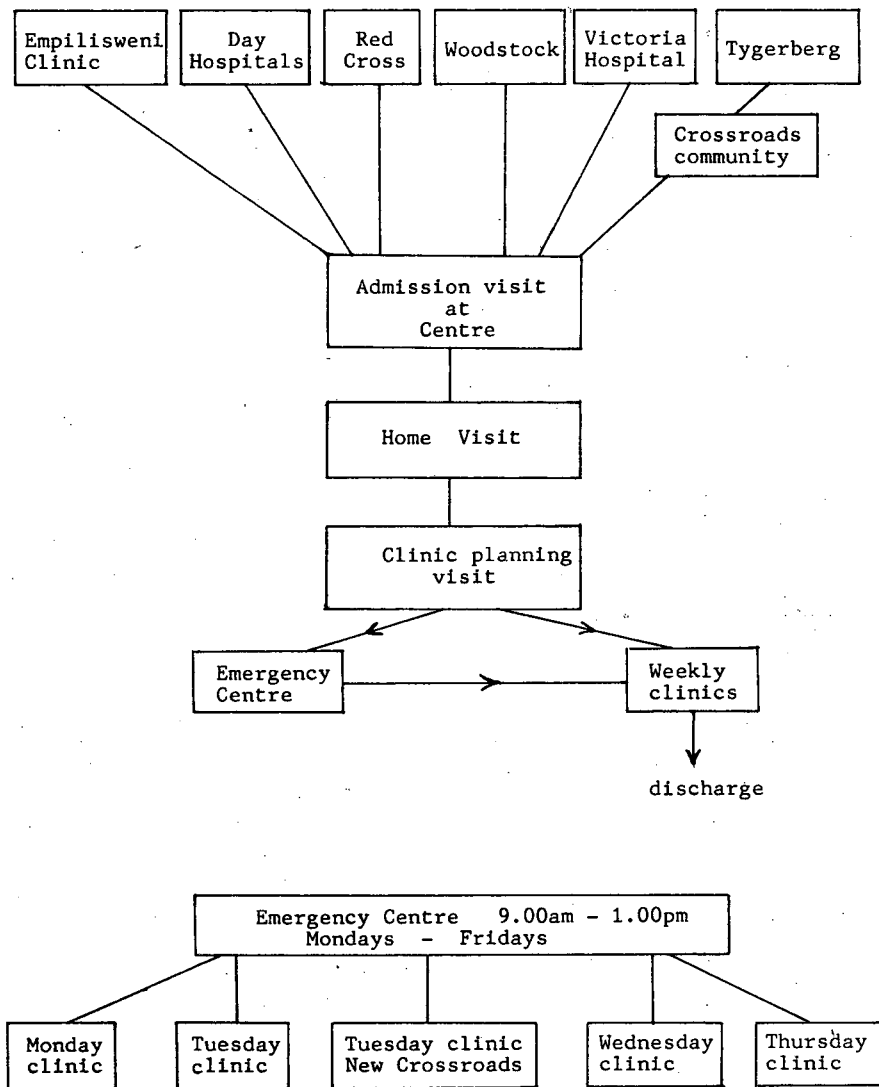 Empilisweni
Clinic
Day
Hospitals
Red
Cross
Woodstock
Victoria
Hospital
Tygerberg
Crossroads
community
Admission visit
at
Centre
Home Visit
Clinic planning
visit
Emergency
Centre
Weekly
clinics
discharge
Emergency Centre 9.00am - 1.00pm
Mondays - Fridays
Monday
clinic
Tuesday
clinic
Tuesday clinic
New Crossroads
Wednesday
clinic
Thursday
clinic